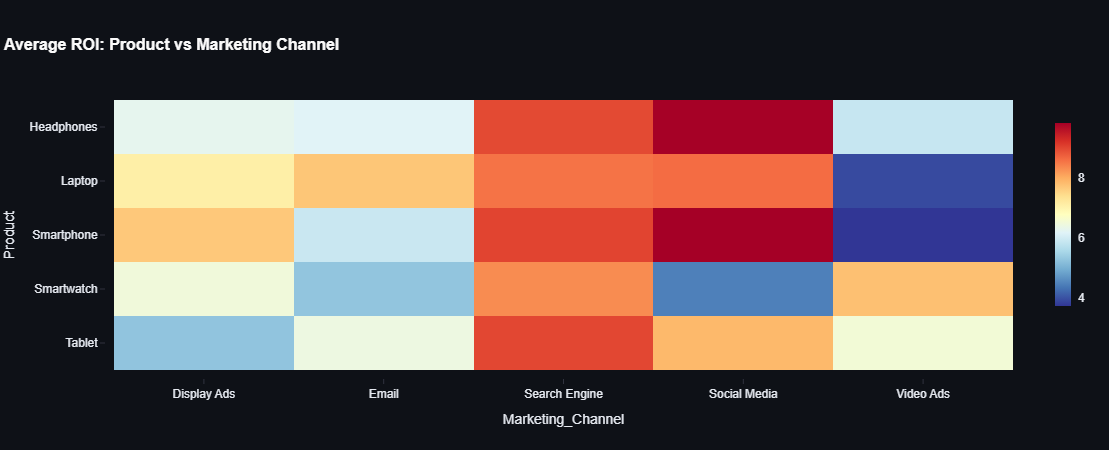 Average ROI: Product vs Marketing Channel
Product
Headphones
Laptop
Smartphone
Smartwatch
Tablet
Display Ads
Email
Search Engine
Social Media
Video Ads
Marketing_Channel
8
6
4